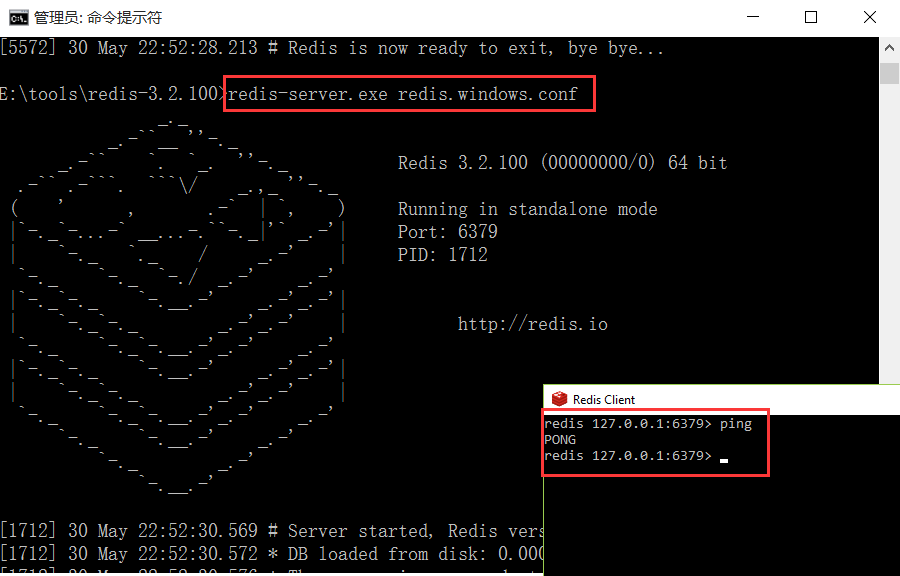 管理员: 命令提示符
[5572] 30 May 22:52:28.213 # Redis is now ready to exit, bye bye...
E:\tools\redis-3.2.100>redis-server.exe redis.windows.conf
Redis 3.2.100 (00000000/0) 64 bit
Running in standalone mode
Port: 6379
PID: 1712
http://redis.io
Redis Client
redis 127.0.0.1:6379> ping
PONG
redis 127.0.0.1:6379>
[1712] 30 May 22:52:30.569 # Server started, Redis vers
[1712] 30 May 22:52:30.572 * DB loaded from disk: 0.000